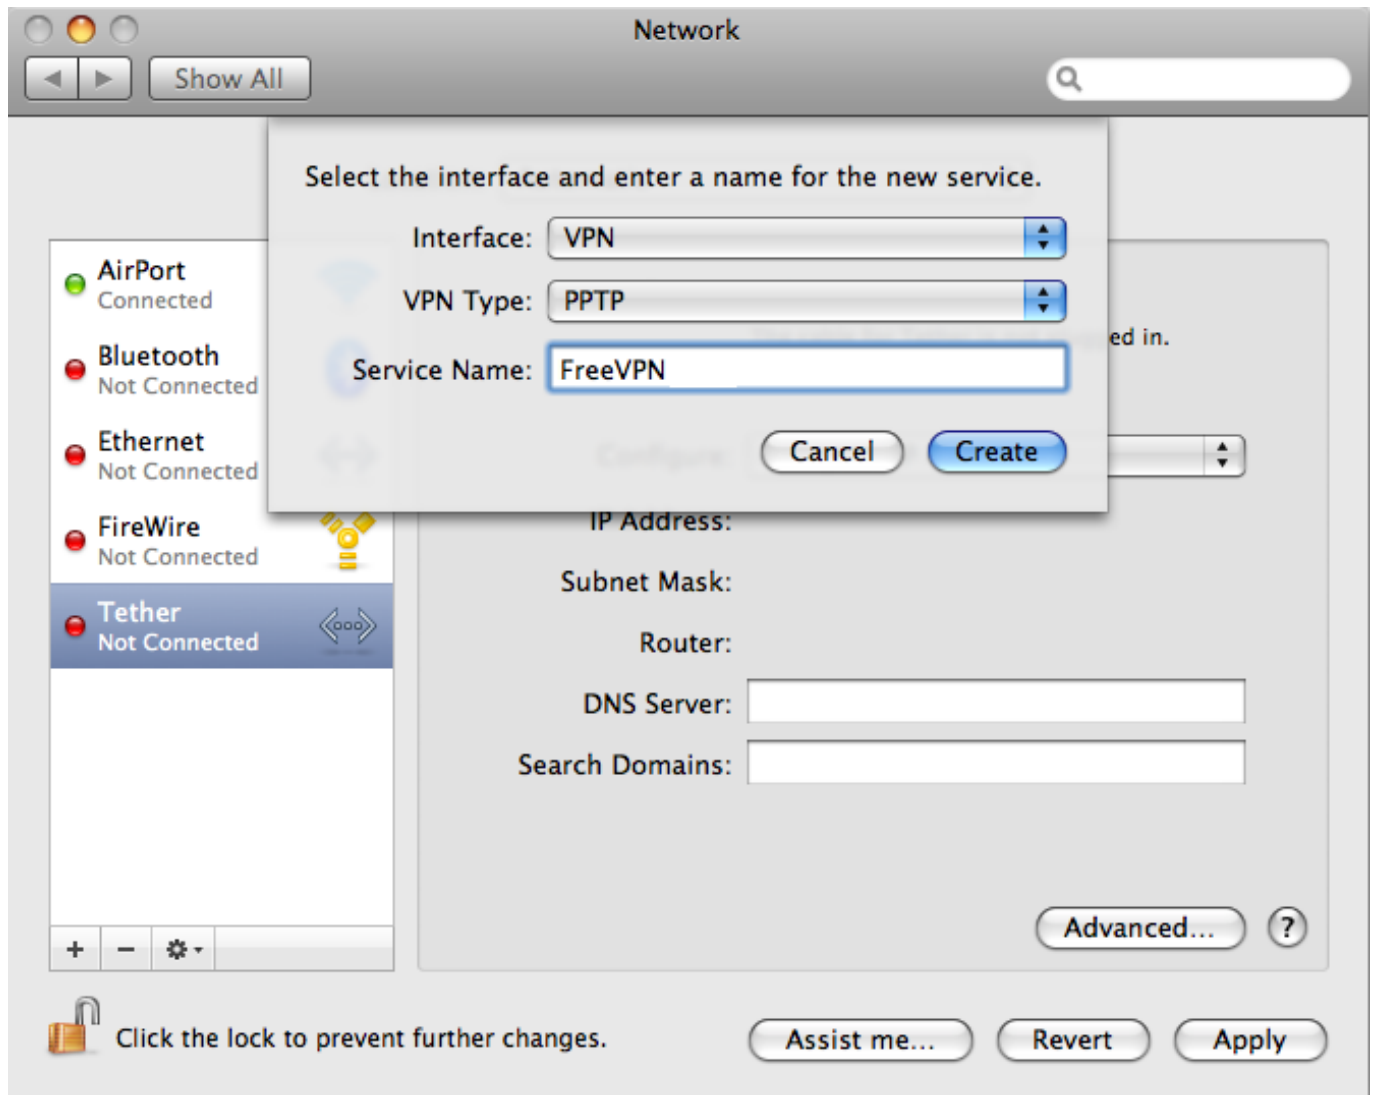 Network
Show All
Select the interface and enter a name for the new service.
Interface: VPN
VPN Type: PPTP
Service Name: FreeVPN
Cancel Create
AirPort
Connected
Bluetooth
Not Connected
Ethernet
Not Connected
FireWire
Not Connected
Tether
Not Connected
ed in.
Configure:
IP Address:
Subnet Mask:
Router:
DNS Server:
Search Domains:
Advanced... ?
Click the lock to prevent further changes.
Assist me... Revert Apply